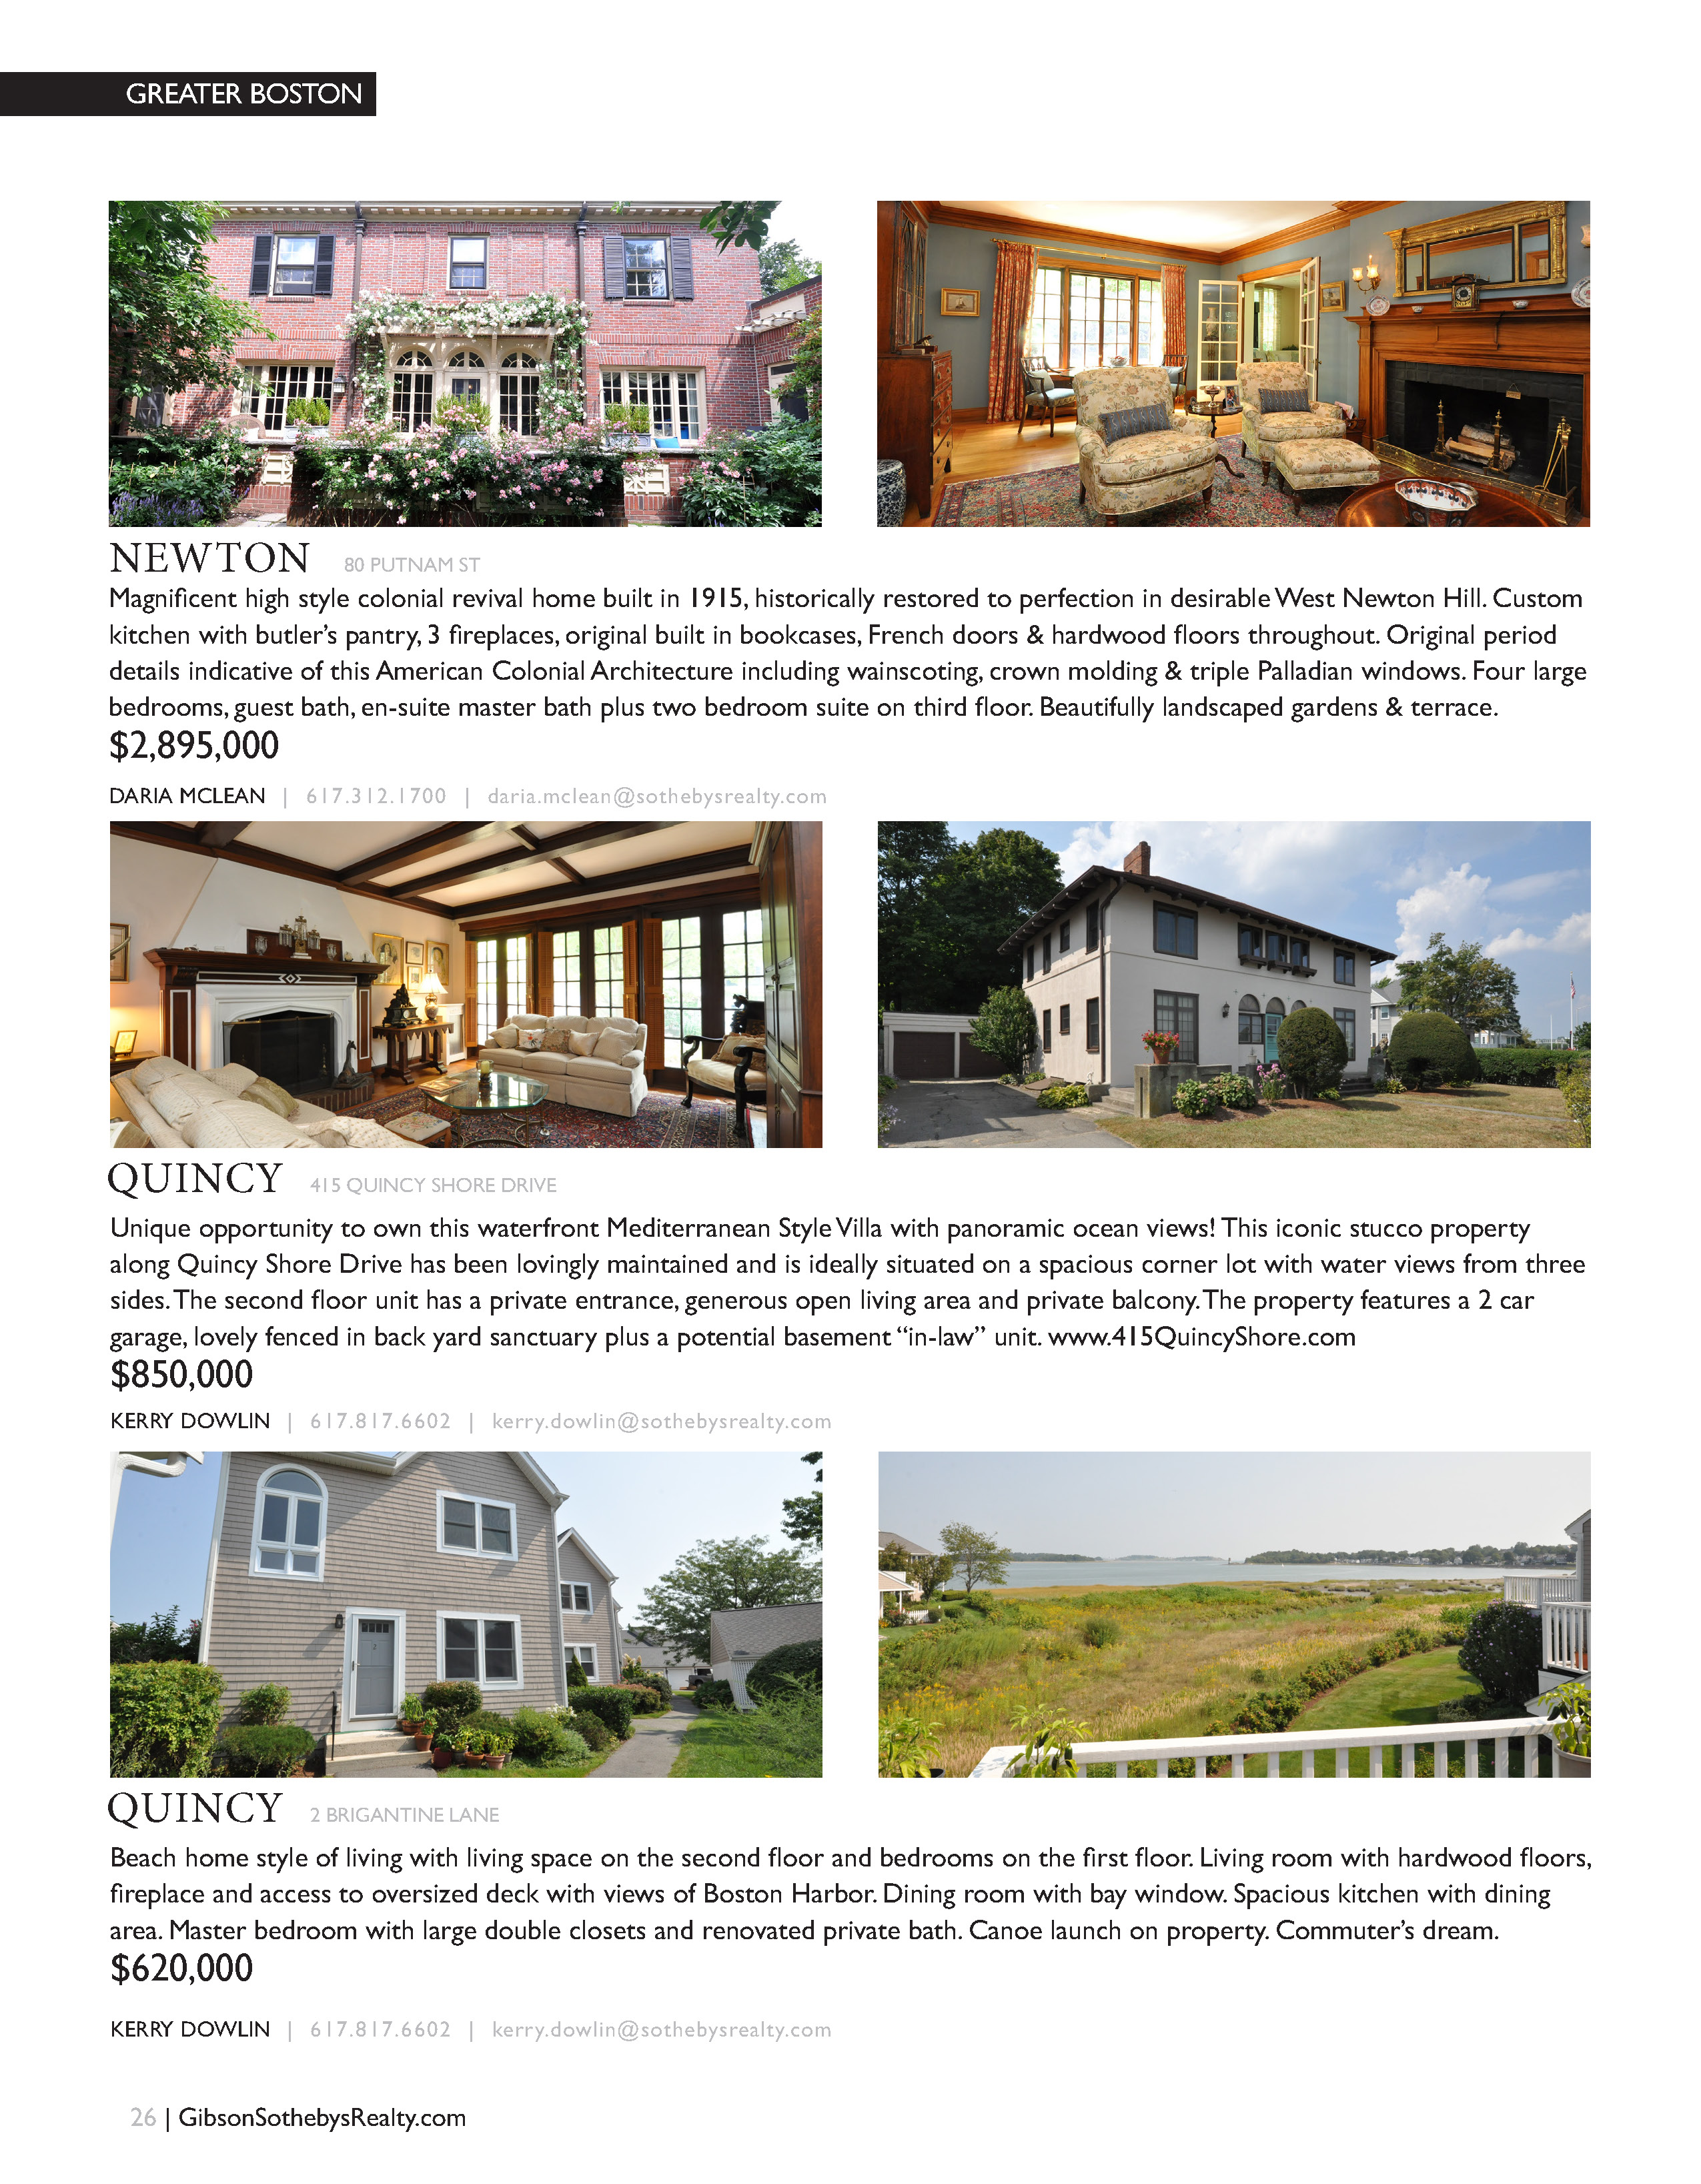 GREATER BOSTON
NEWTON 80 PUTNAM ST
Magnificent high style colonial revival home built in 1915, historically restored to perfection in desirable West Newton Hill. Custom
kitchen with butler’s pantry, 3 fireplaces, original built in bookcases, French doors & hardwood floors throughout. Original period
details indicative of this American Colonial Architecture including wainscoting, crown molding & triple Palladian windows. Four large
bedrooms, guest bath, en-suite master bath plus two bedroom suite on third floor. Beautifully landscaped gardens & terrace.
$2,895,000
DARIA MCLEAN | 617.312.1700 | daria.mclean@sothebysrealty.com
QUINCY 415 QUINCY SHORE DRIVE
Unique opportunity to own this waterfront Mediterranean Style Villa with panoramic ocean views! This iconic stucco property
along Quincy Shore Drive has been lovingly maintained and is ideally situated on a spacious corner lot with water views from three
sides. The second floor unit has a private entrance, generous open living area and private balcony. The property features a 2 car
garage, lovely fenced in back yard sanctuary plus a potential basement “in-law” unit. www.415QuincyShore.com
$850,000
KERRY DOWLIN | 617.817.6602 | kerry.dowlin@sothebysrealty.com
2
QUINCY 2 BRIGANTINE LANE
Beach home style of living with living space on the second floor and bedrooms on the first floor. Living room with hardwood floors,
fireplace and access to oversized deck with views of Boston Harbor. Dining room with bay window. Spacious kitchen with dining
area. Master bedroom with large double closets and renovated private bath. Canoe launch on property. Commuter’s dream.
$620,000
KERRY DOWLIN | 617.817.6602 | kerry.dowlin@sothebysrealty.com
26 | GibsonSothebysRealty.com